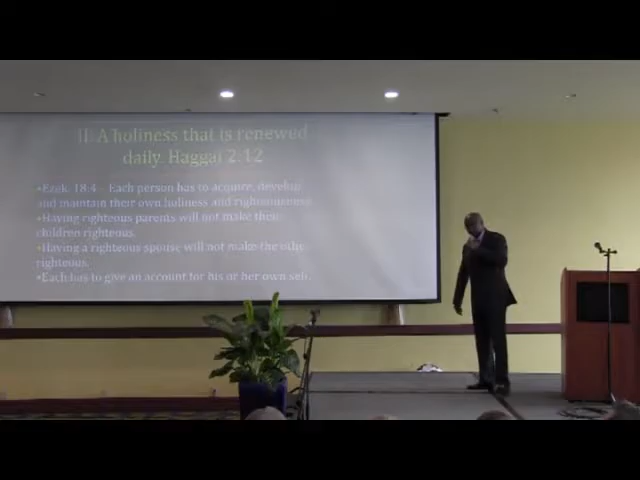 II. A holiness that is renewed
daily. Haggai 2:12
•Ezek. 18:4 – Each person has to acquire, develop
and maintain their own holiness and righteousness.
•Having righteous parents will not make their
children righteous.
•Having a righteous spouse will not make the other
righteous.
•Each has to give an account for his or her own self.